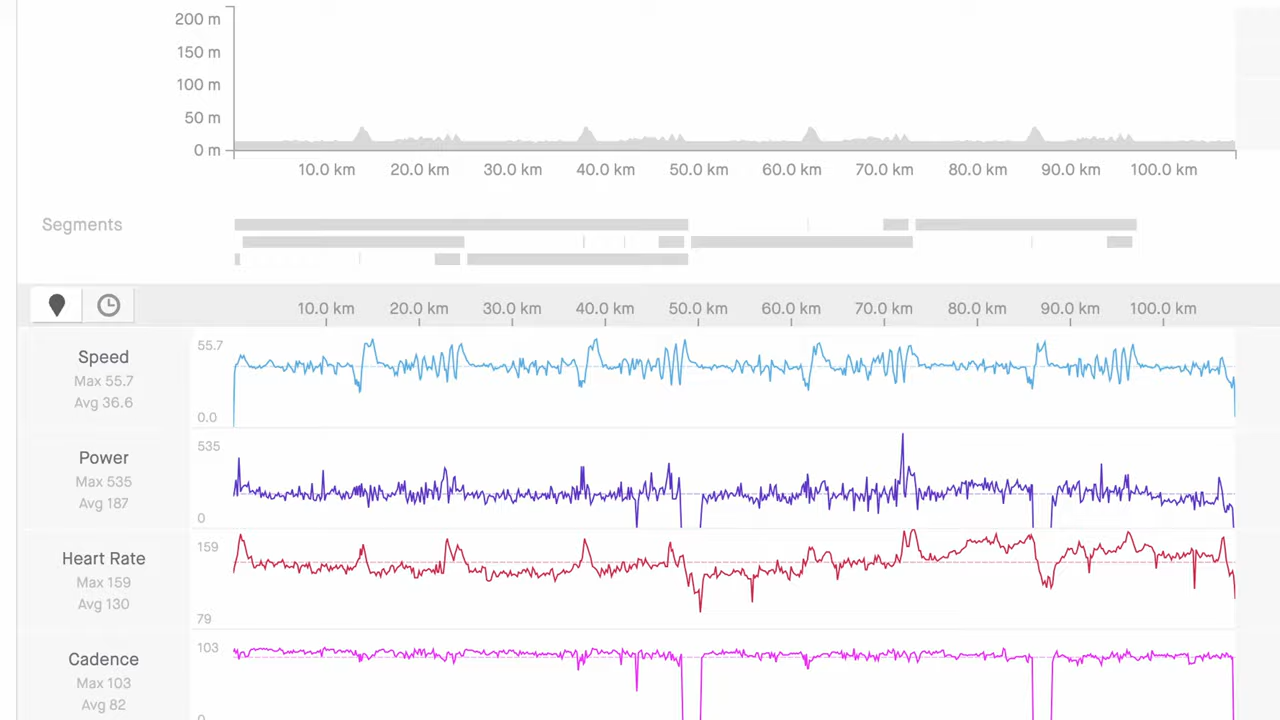 200 m
150 m
100 m
50 m
0 m
10.0 km 20.0 km 30.0 km 40.0 km 50.0 km 60.0 km 70.0 km 80.0 km 90.0 km 100.0 km
Segments
10.0 km 20.0 km 30.0 km 40.0 km 50.0 km 60.0 km 70.0 km 80.0 km 90.0 km 100.0 km
Speed
Max 55.7
Avg 36.6
55.7
0.0
Power
Max 535
Avg 187
535
0
Heart Rate
Max 159
Avg 130
159
79
Cadence
Max 103
Avg 82
103
0